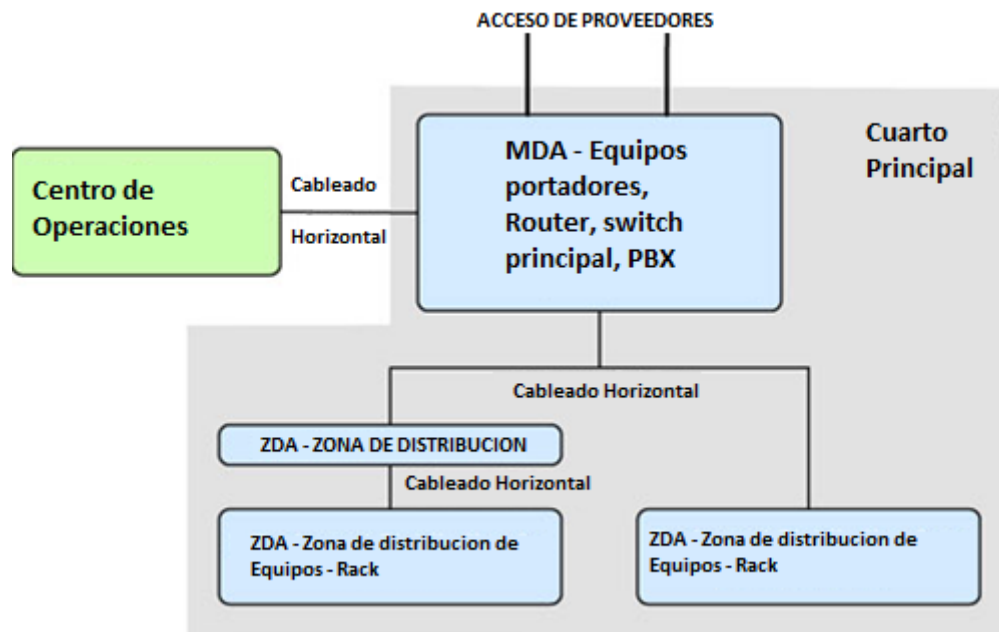 ACCESO DE PROVEEDORES
MDA - Equipos
portadores,
Router, switch
principal, PBX
Cuarto
Principal
Centro de
Operaciones
Cableado
Horizontal
Cableado Horizontal
ZDA - ZONA DE DISTRIBUCION
Cableado Horizontal
ZDA - Zona de distribucion de
Equipos - Rack
ZDA - Zona de distribucion de
Equipos - Rack